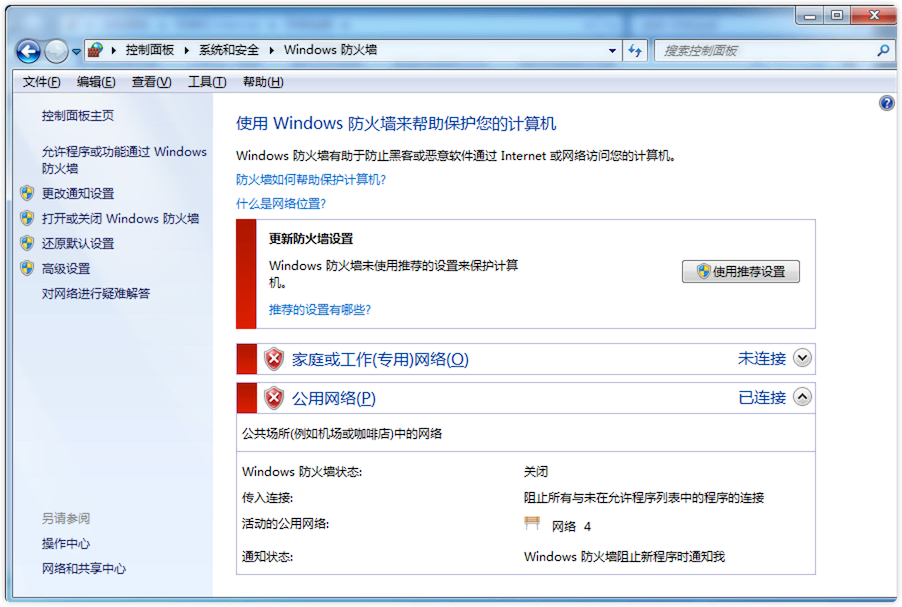 控制面板 ▸ 系统和安全 ▸ Windows 防火墙
搜索控制面板
文件(F) 编辑(E) 查看(V) 工具(T) 帮助(H)
控制面板主页
允许程序或功能通过 Windows
防火墙
更改通知设置
打开或关闭 Windows 防火墙
还原默认设置
高级设置
对网络进行疑难解答
另请参阅
操作中心
网络和共享中心
使用 Windows 防火墙来帮助保护您的计算机
Windows 防火墙有助于防止黑客或恶意软件通过 Internet 或网络访问您的计算机。
防火墙如何帮助保护计算机?
什么是网络位置?
更新防火墙设置
Windows 防火墙未使用推荐的设置来保护计算
机。
使用推荐设置
推荐的设置有哪些?
家庭或工作(专用)网络(O) 未连接
公用网络(P) 已连接
公共场所(例如机场或咖啡店)中的网络
Windows 防火墙状态: 关闭
传入连接: 阻止所有与未在允许程序列表中的程序的连接
活动的公用网络: 网络 4
通知状态: Windows 防火墙阻止新程序时通知我